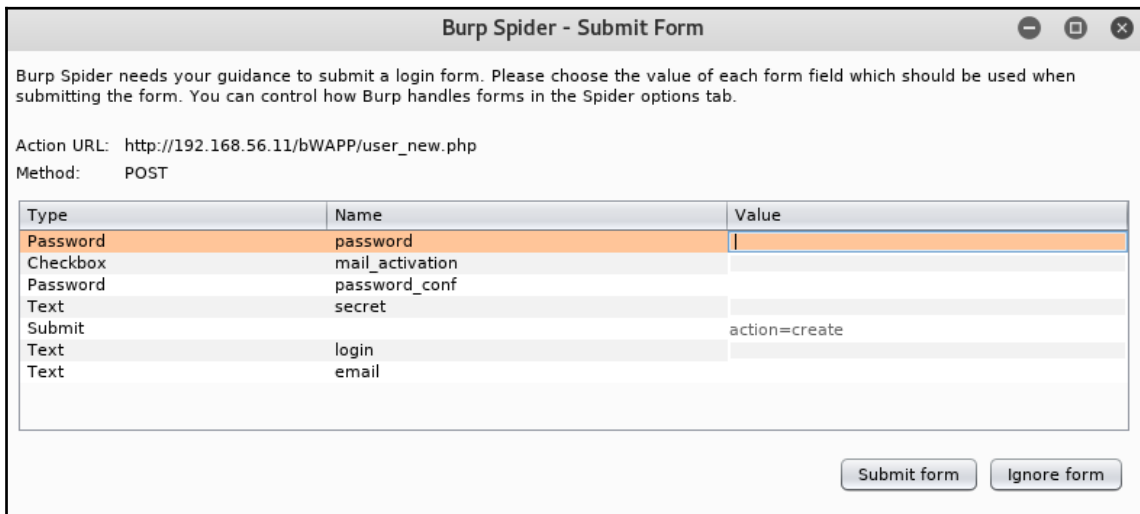 Burp Spider - Submit Form
Burp Spider needs your guidance to submit a login form. Please choose the value of each form field which should be used when
submitting the form. You can control how Burp handles forms in the Spider options tab.
Action URL: http://192.168.56.11/bWAPP/user_new.php
Method: POST
Type Name Value
Password password
Checkbox mail_activation
Password password_conf
Text secret
Submit action=create
Text login
Text email
Submit form Ignore form